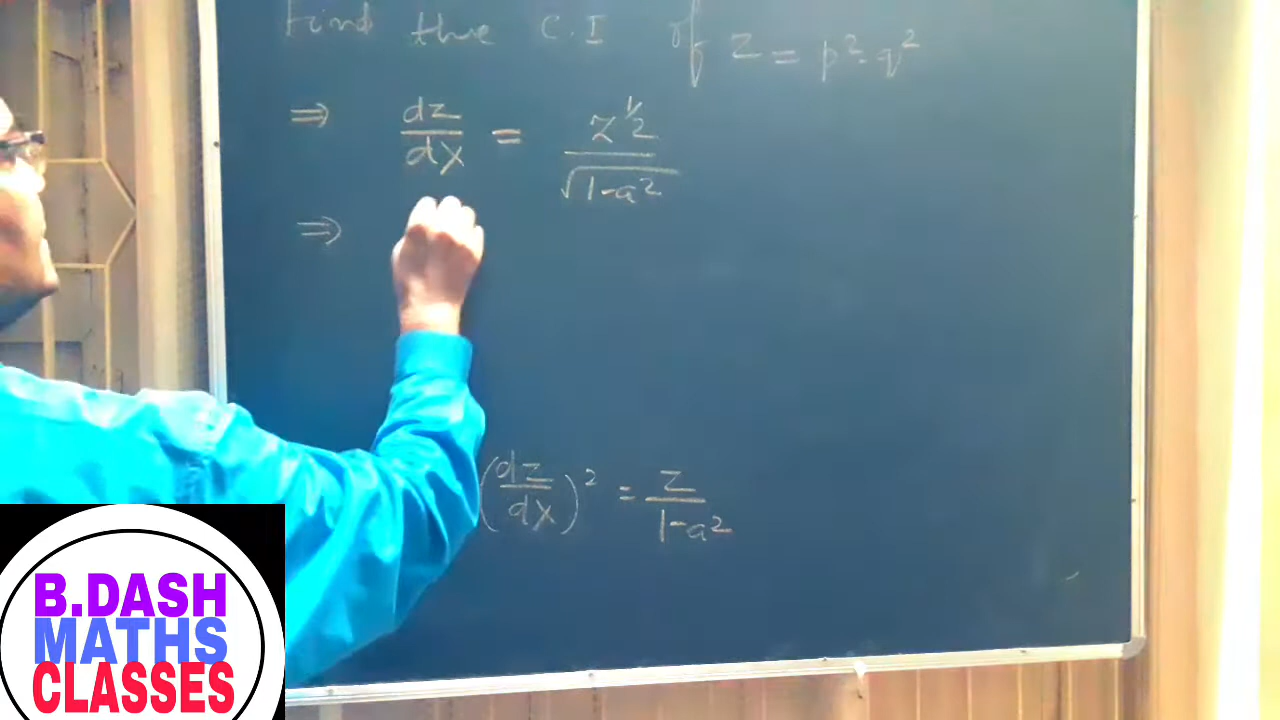 Find the C.I of z = p²-q²
⇒ dz/dx = z^½/√(1-a²)
⇒
(dz/dx)² = z/(1-a²)
B.DASH
MATHS
CLASSES